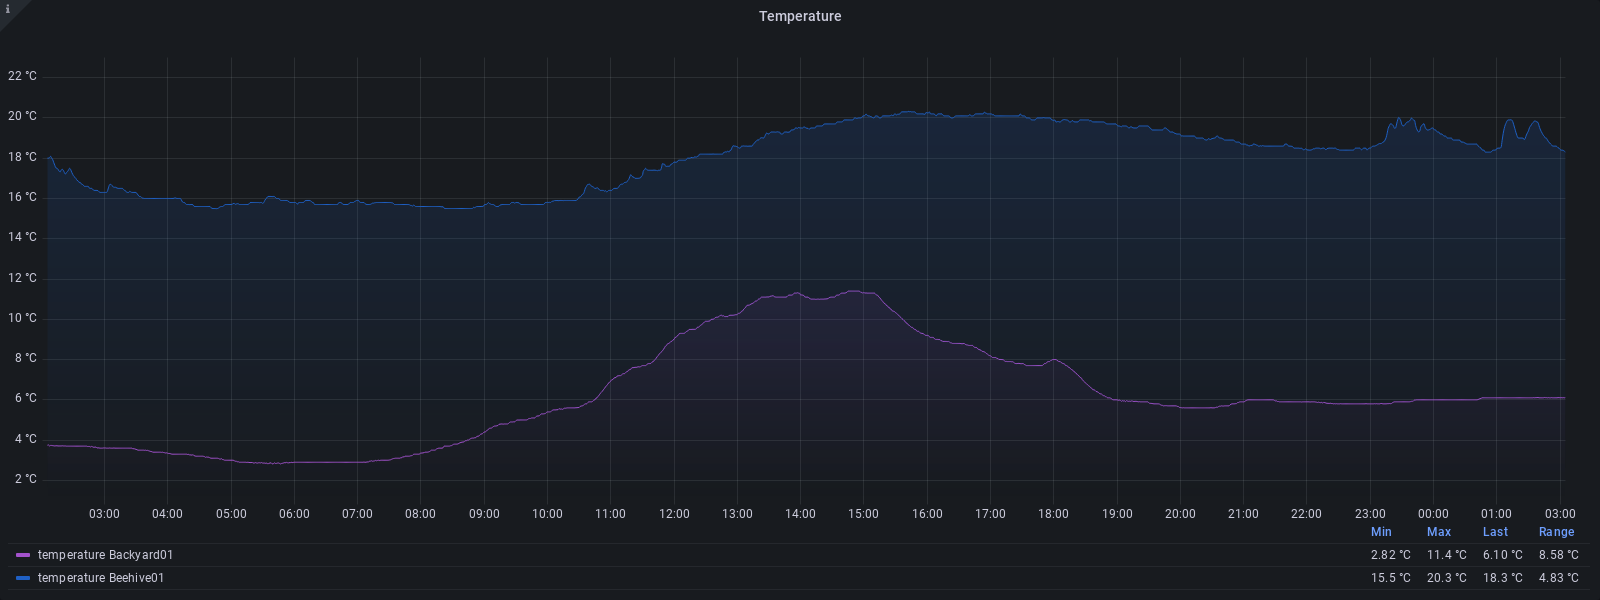 i
Temperature
22 °C
20 °C
18 °C
16 °C
14 °C
12 °C
10 °C
8 °C
6 °C
4 °C
2 °C
03:00 04:00 05:00 06:00 07:00 08:00 09:00 10:00 11:00 12:00 13:00 14:00 15:00 16:00 17:00 18:00 19:00 20:00 21:00 22:00 23:00 00:00 01:00 03:00
Min Max Last Range
temperature Backyard01 2.82 °C 11.4 °C 6.10 °C 8.58 °C
temperature Beehive01 15.5 °C 20.3 °C 18.3 °C 4.83 °C